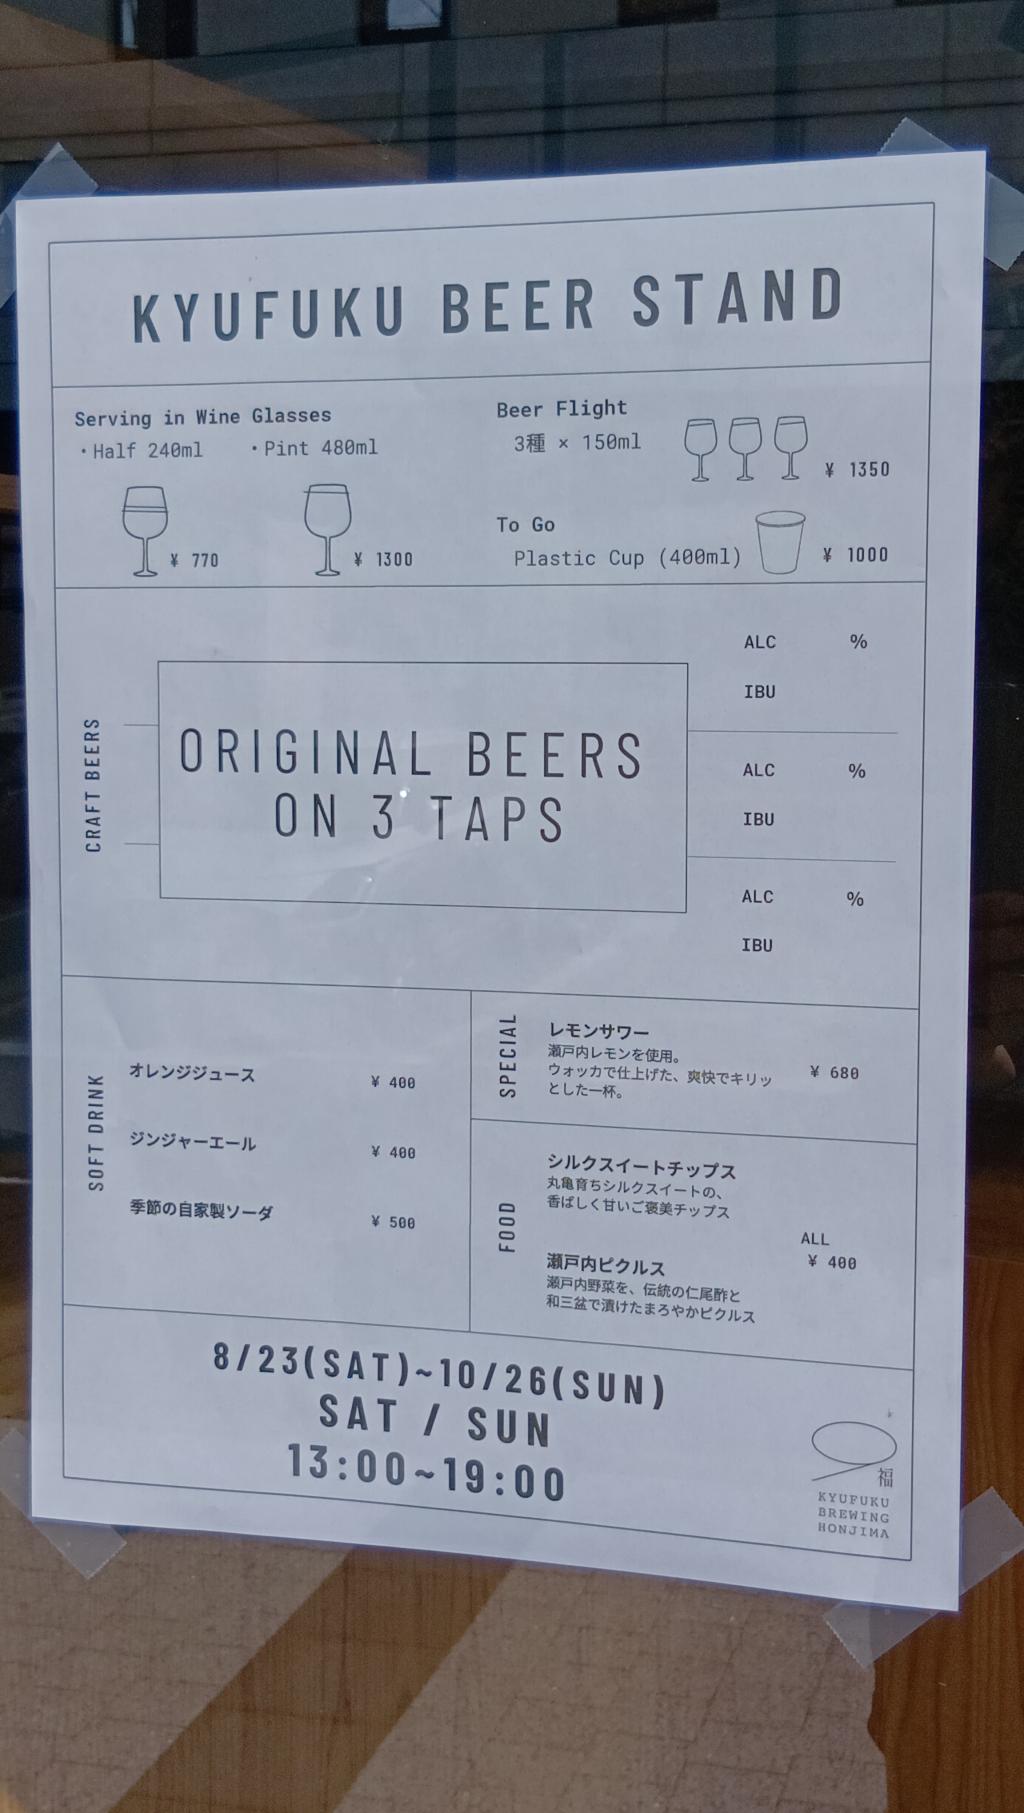 KYUFUKU BEER STAND
Serving in Wine Glasses
・Half 240ml ・Pint 480ml
¥ 770 ¥ 1300
Beer Flight
3種 × 150ml
¥ 1350
To Go
Plastic Cup (400ml) ¥ 1000
CRAFT BEERS
ORIGINAL BEERS
ON 3 TAPS
ALC %
IBU
ALC %
IBU
ALC %
IBU
SOFT DRINK
オレンジジュース ¥ 400
ジンジャーエール ¥ 400
季節の自家製ソーダ ¥ 500
SPECIAL
レモンサワー
瀬戸内レモンを使用。
ウォッカで仕上げた、爽快でキリッ
とした一杯。
¥ 680
FOOD
シルクスイートチップス
丸亀育ちシルクスイートの、
香ばしく甘いご褒美チップス
瀬戸内ピクルス
瀬戸内野菜を、伝統の仁尾酢と
和三盆で漬けたまろやかピクルス
ALL
¥ 400
8/23(SAT)~10/26(SUN)
SAT / SUN
13:00~19:00
福
KYUFUKU
BREWING
HONJIMA